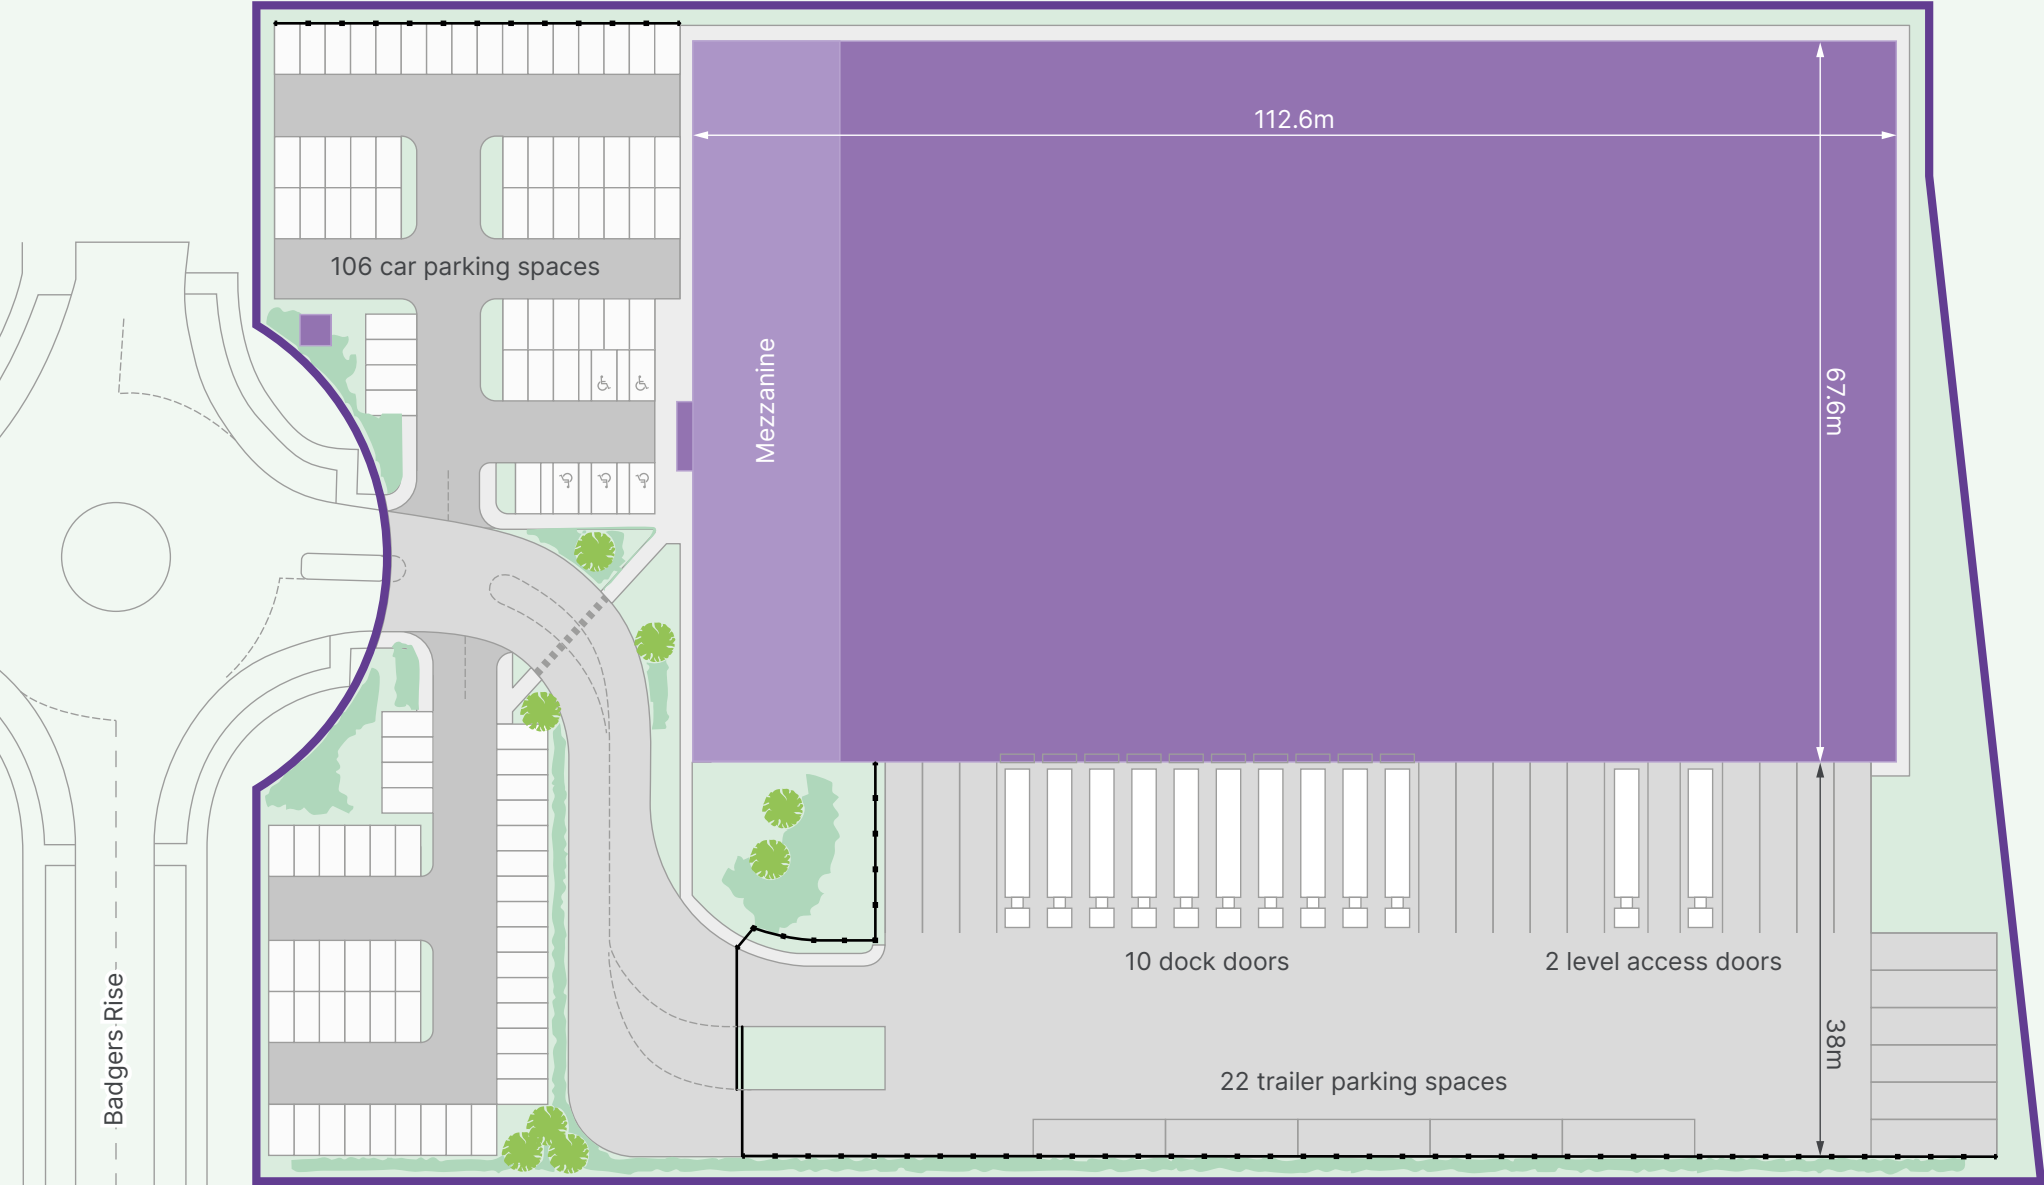 112.6m
106 car parking spaces
Mezzanine
67.6m
10 dock doors
2 level access doors
Badgers Rise
38m
22 trailer parking spaces